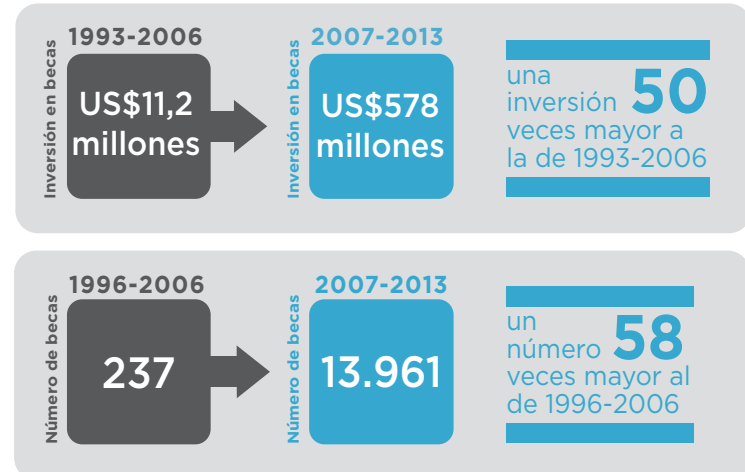 1993-2006
Inversión en becas
US$11,2
millones
2007-2013
Inversión en becas
US$578
millones
una
inversión 50
veces mayor a
la de 1993-2006
1996-2006
Número de becas
237
2007-2013
Número de becas
13.961
un
número 58
veces mayor al
de 1996-2006